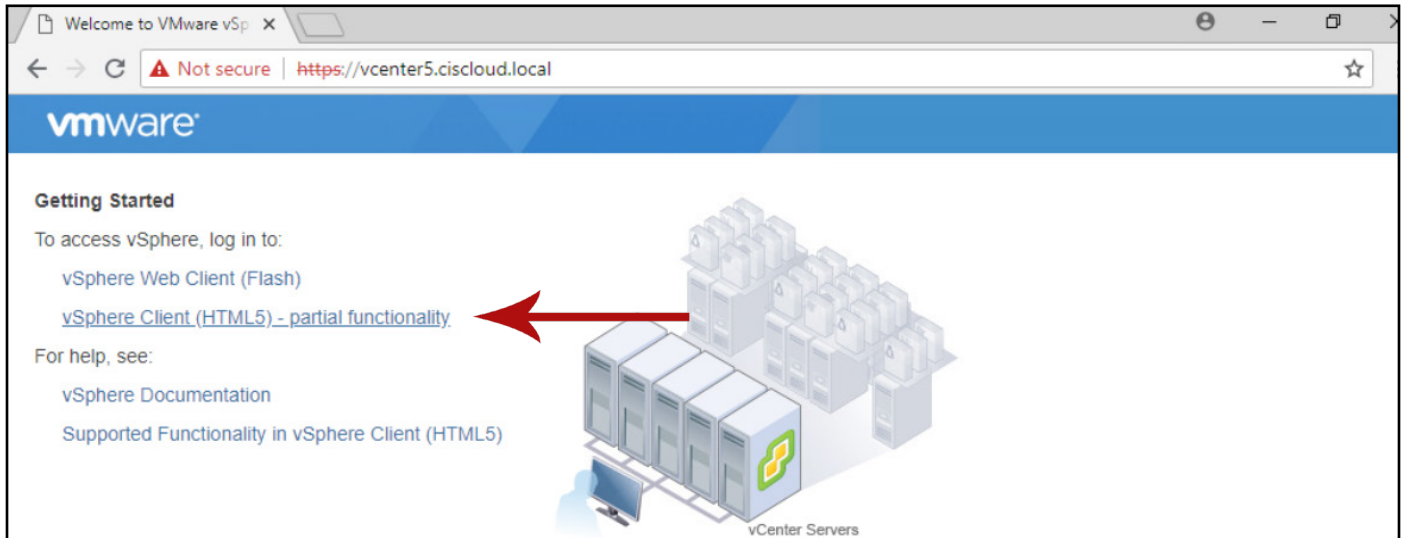 Welcome to VMware vSp
Not secure | https://vcenter5.ciscloud.local
vmware
Getting Started
To access vSphere, log in to:
vSphere Web Client (Flash)
vSphere Client (HTML5) - partial functionality
For help, see:
vSphere Documentation
Supported Functionality in vSphere Client (HTML5)
vCenter Servers